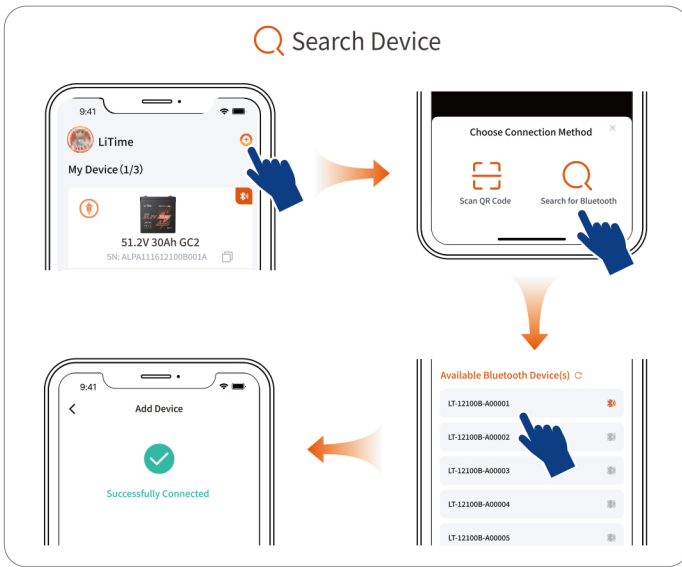 Search Device
9:41
LiTime
My Device (1/3)
51.2V 30Ah GC2
SN: ALPA111612100B001A
Choose Connection Method
Scan QR Code
Search for Bluetooth
Available Bluetooth Device(s)
LT-12100B-A00001
LT-12100B-A00002
LT-12100B-A00003
LT-12100B-A00004
LT-12100B-A00005
9:41
Add Device
Successfully Connected